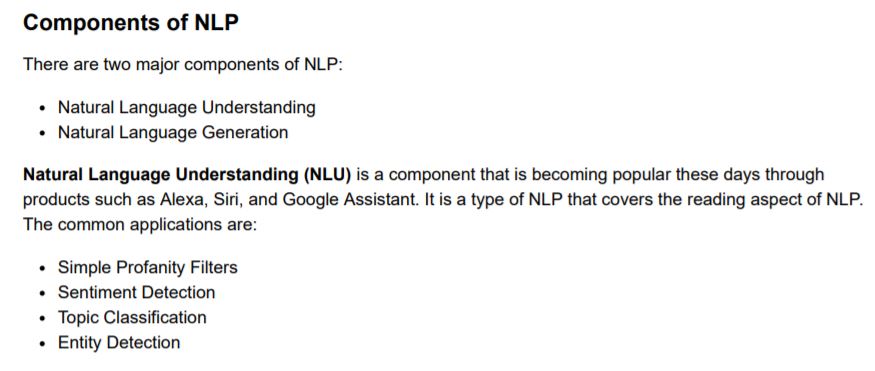 Components of NLP
There are two major components of NLP:
• Natural Language Understanding
• Natural Language Generation
Natural Language Understanding (NLU) is a component that is becoming popular these days through
products such as Alexa, Siri, and Google Assistant. It is a type of NLP that covers the reading aspect of NLP.
The common applications are:
• Simple Profanity Filters
• Sentiment Detection
• Topic Classification
• Entity Detection